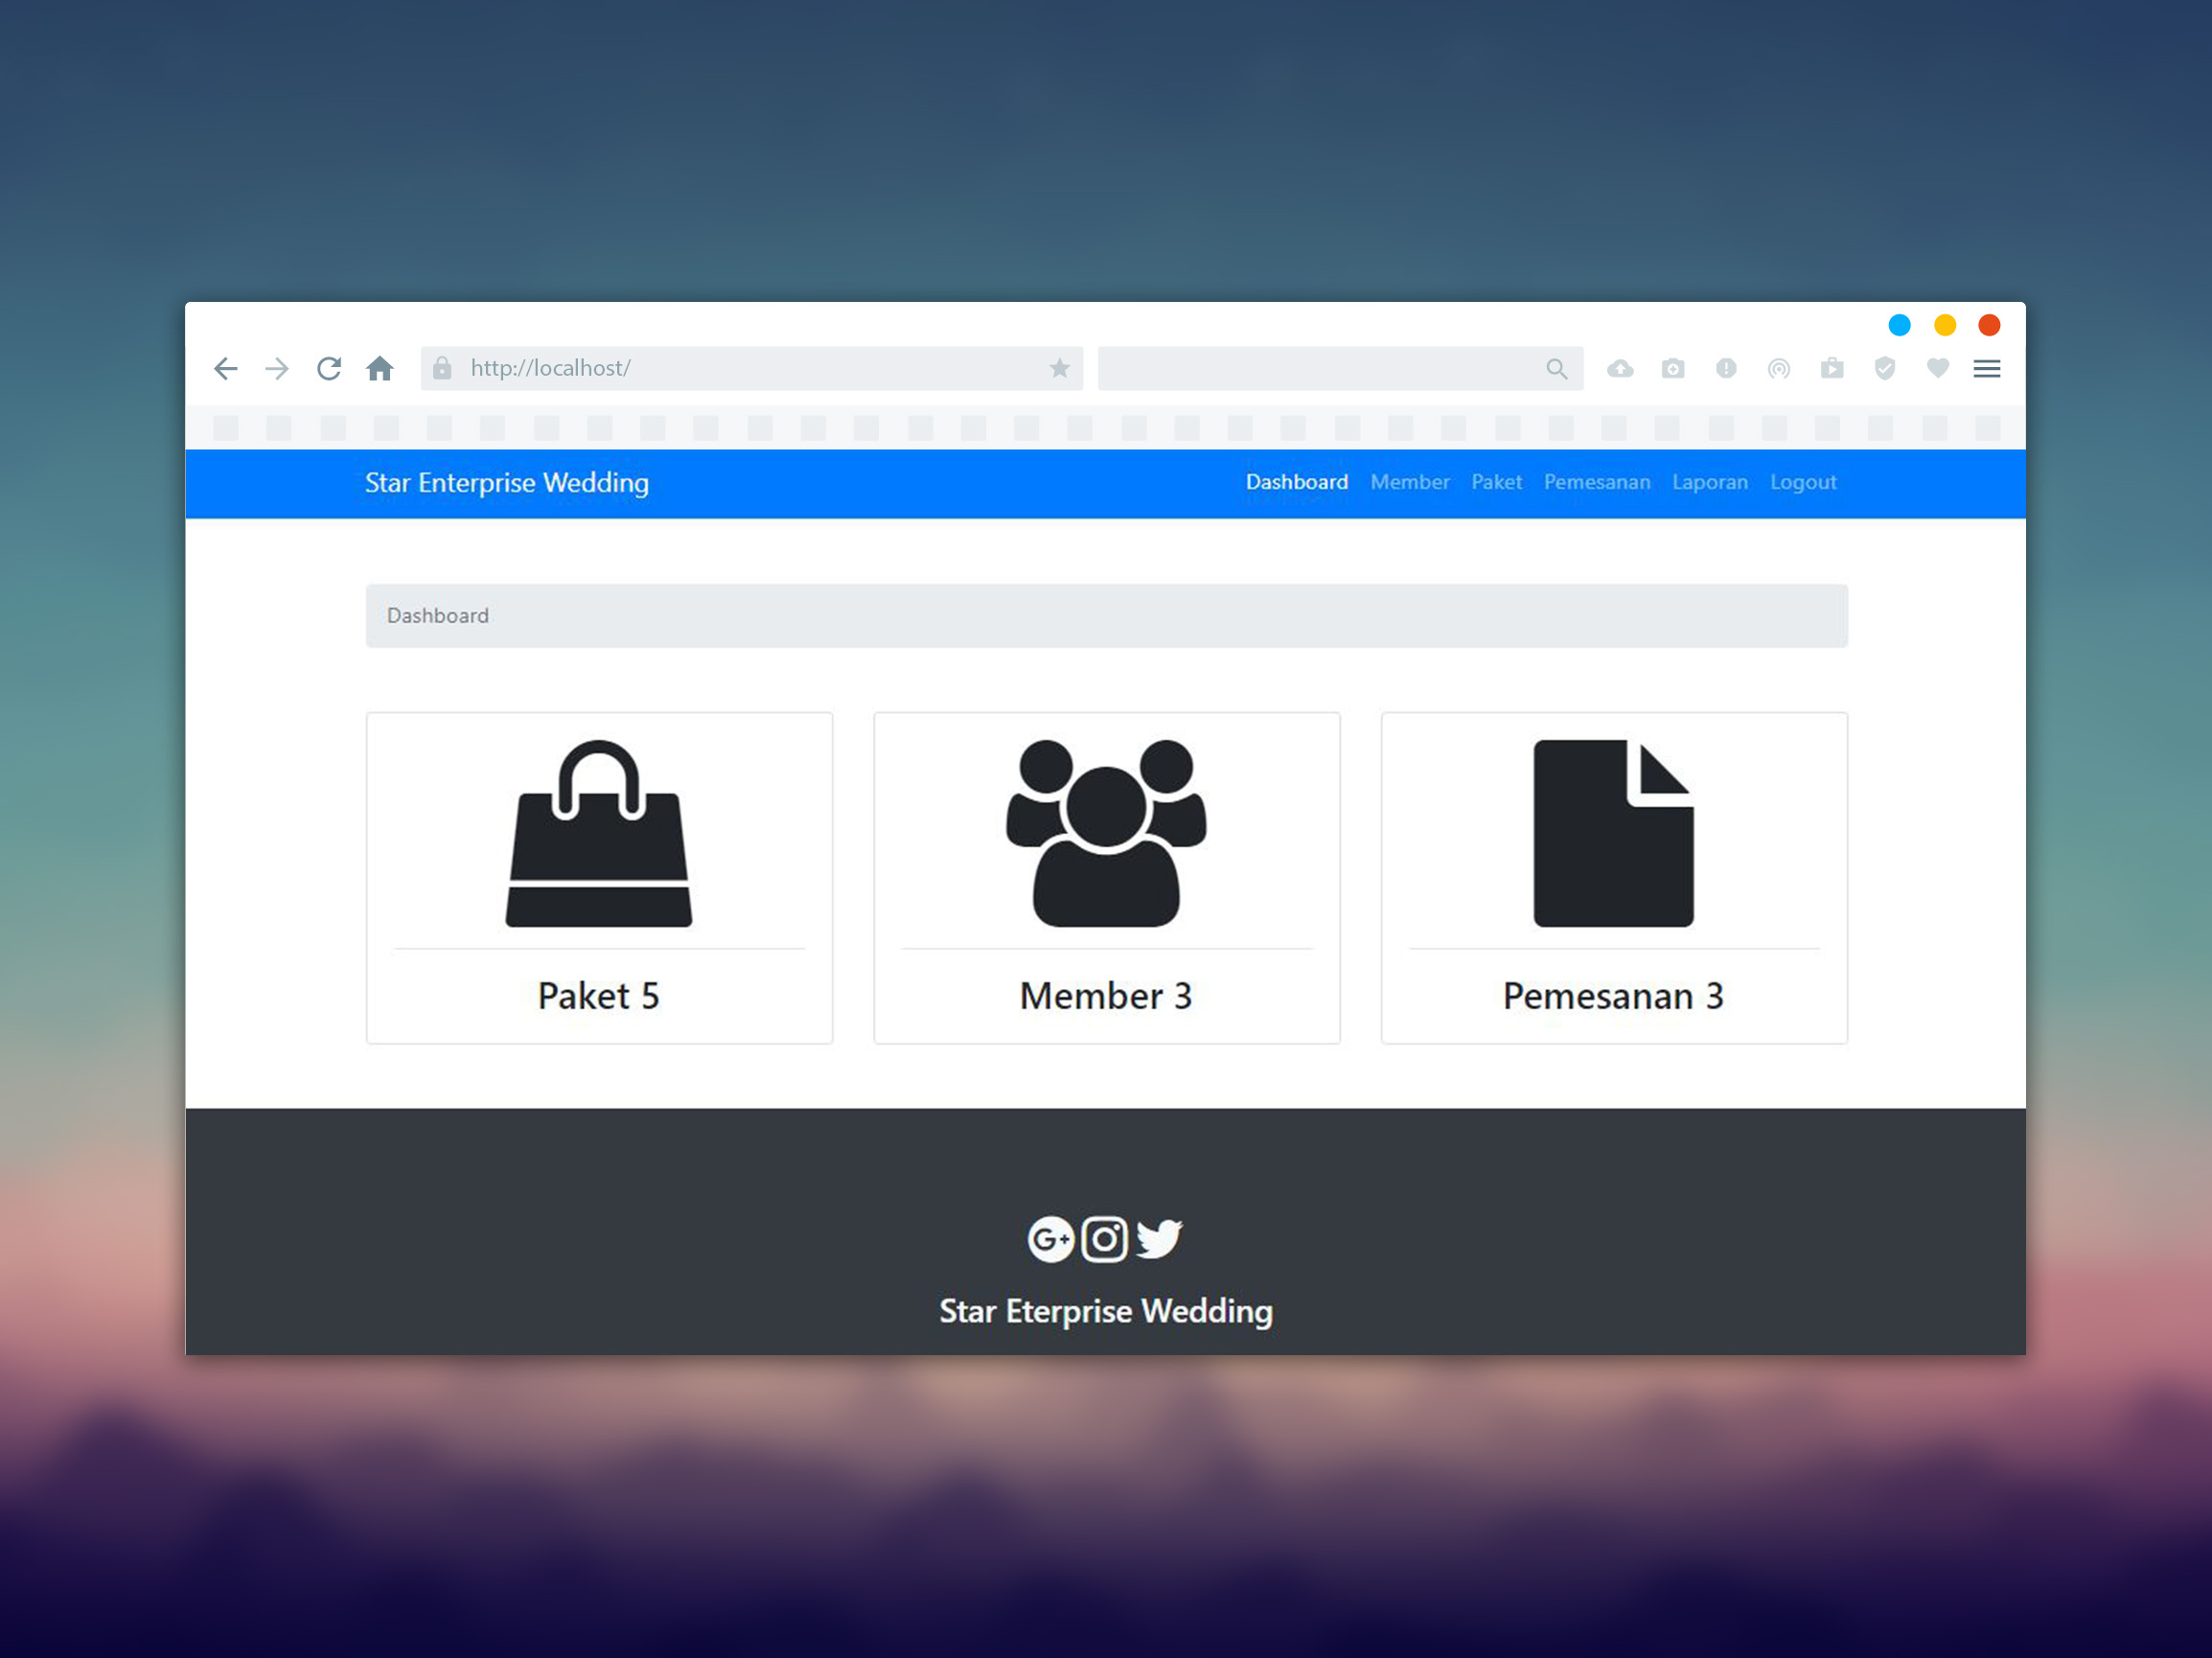 http://localhost/
Star Enterprise Wedding
Dashboard Member Paket Pemesanan Laporan Logout
Dashboard
Paket 5
Member 3
Pemesanan 3
G+
Star Eterprise Wedding